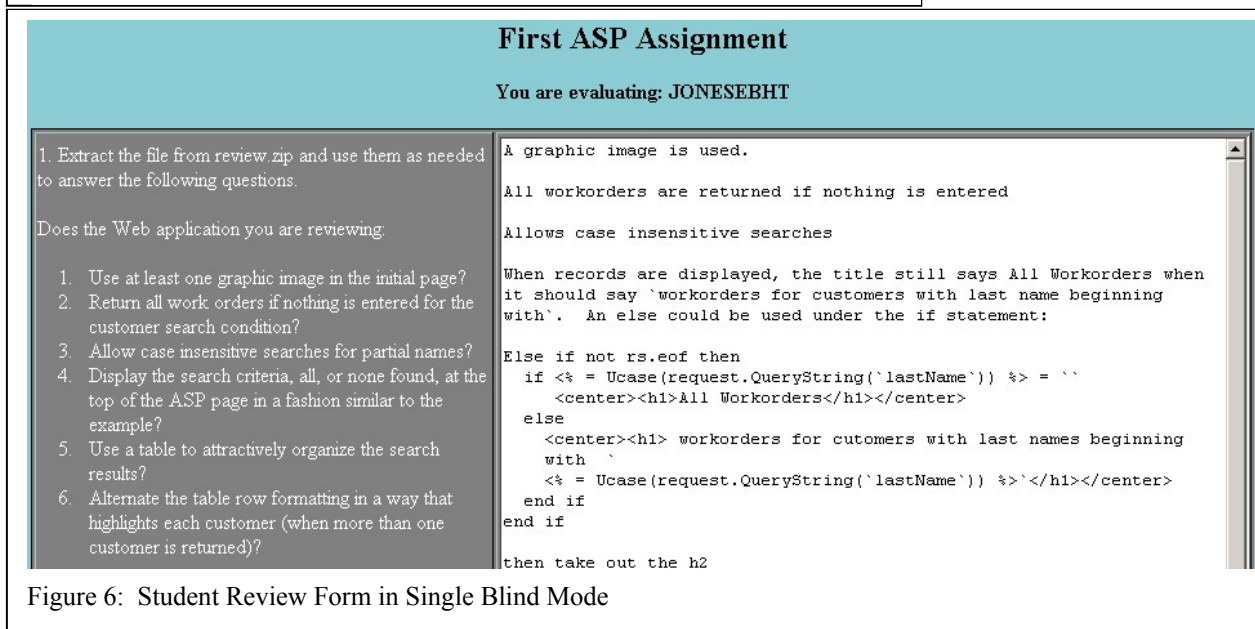 First ASP Assignment
You are evaluating: JONESEBHT
1. Extract the file from review.zip and use them as needed
to answer the following questions.
Does the Web application you are reviewing:
1. Use at least one graphic image in the initial page?
2. Return all work orders if nothing is entered for the
customer search condition?
3. Allow case insensitive searches for partial names?
4. Display the search criteria, all, or none found, at the
top of the ASP page in a fashion similar to the
example?
5. Use a table to attractively organize the search
results?
6. Alternate the table row formatting in a way that
highlights each customer (when more than one
customer is returned)?
A graphic image is used.
All workorders are returned if nothing is entered
Allows case insensitive searches
When records are displayed, the title still says All Workorders when
it should say `workorders for customers with last name beginning
with`.  An else could be used under the if statement:
Else if not rs.eof then
if <% = Ucase(request.QueryString(`lastName`)) %> = ``
<center><h1>All Workorders</h1></center>
else
<center><h1> workorders for cutomers with last names beginning
with  `
<% = Ucase(request.QueryString(`lastName`)) %>`</h1></center>
end if
end if
then take out the h2
Figure 6:  Student Review Form in Single Blind Mode